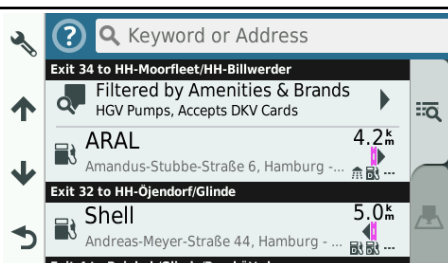 Keyword or Address
Exit 34 to HH-Moorfleet/HH-Billwerder
Filtered by Amenities & Brands
HGV Pumps, Accepts DKV Cards
ARAL
4.2km
Amandus-Stubbe-Straße 6, Hamburg -...
...
Exit 32 to HH-Öjendorf/Glinde
Shell
5.0km
Andreas-Meyer-Straße 44, Hamburg - ...
...